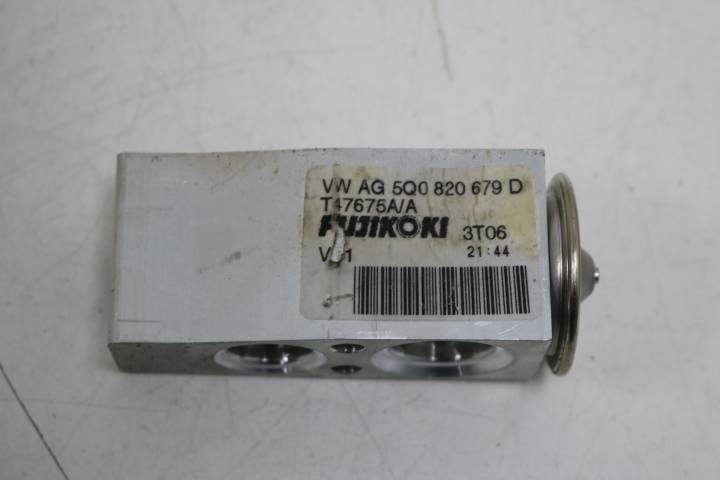 VW AG 5Q0 820 679 D
T47675A/A
FUJIKOKI 3T06
21:44